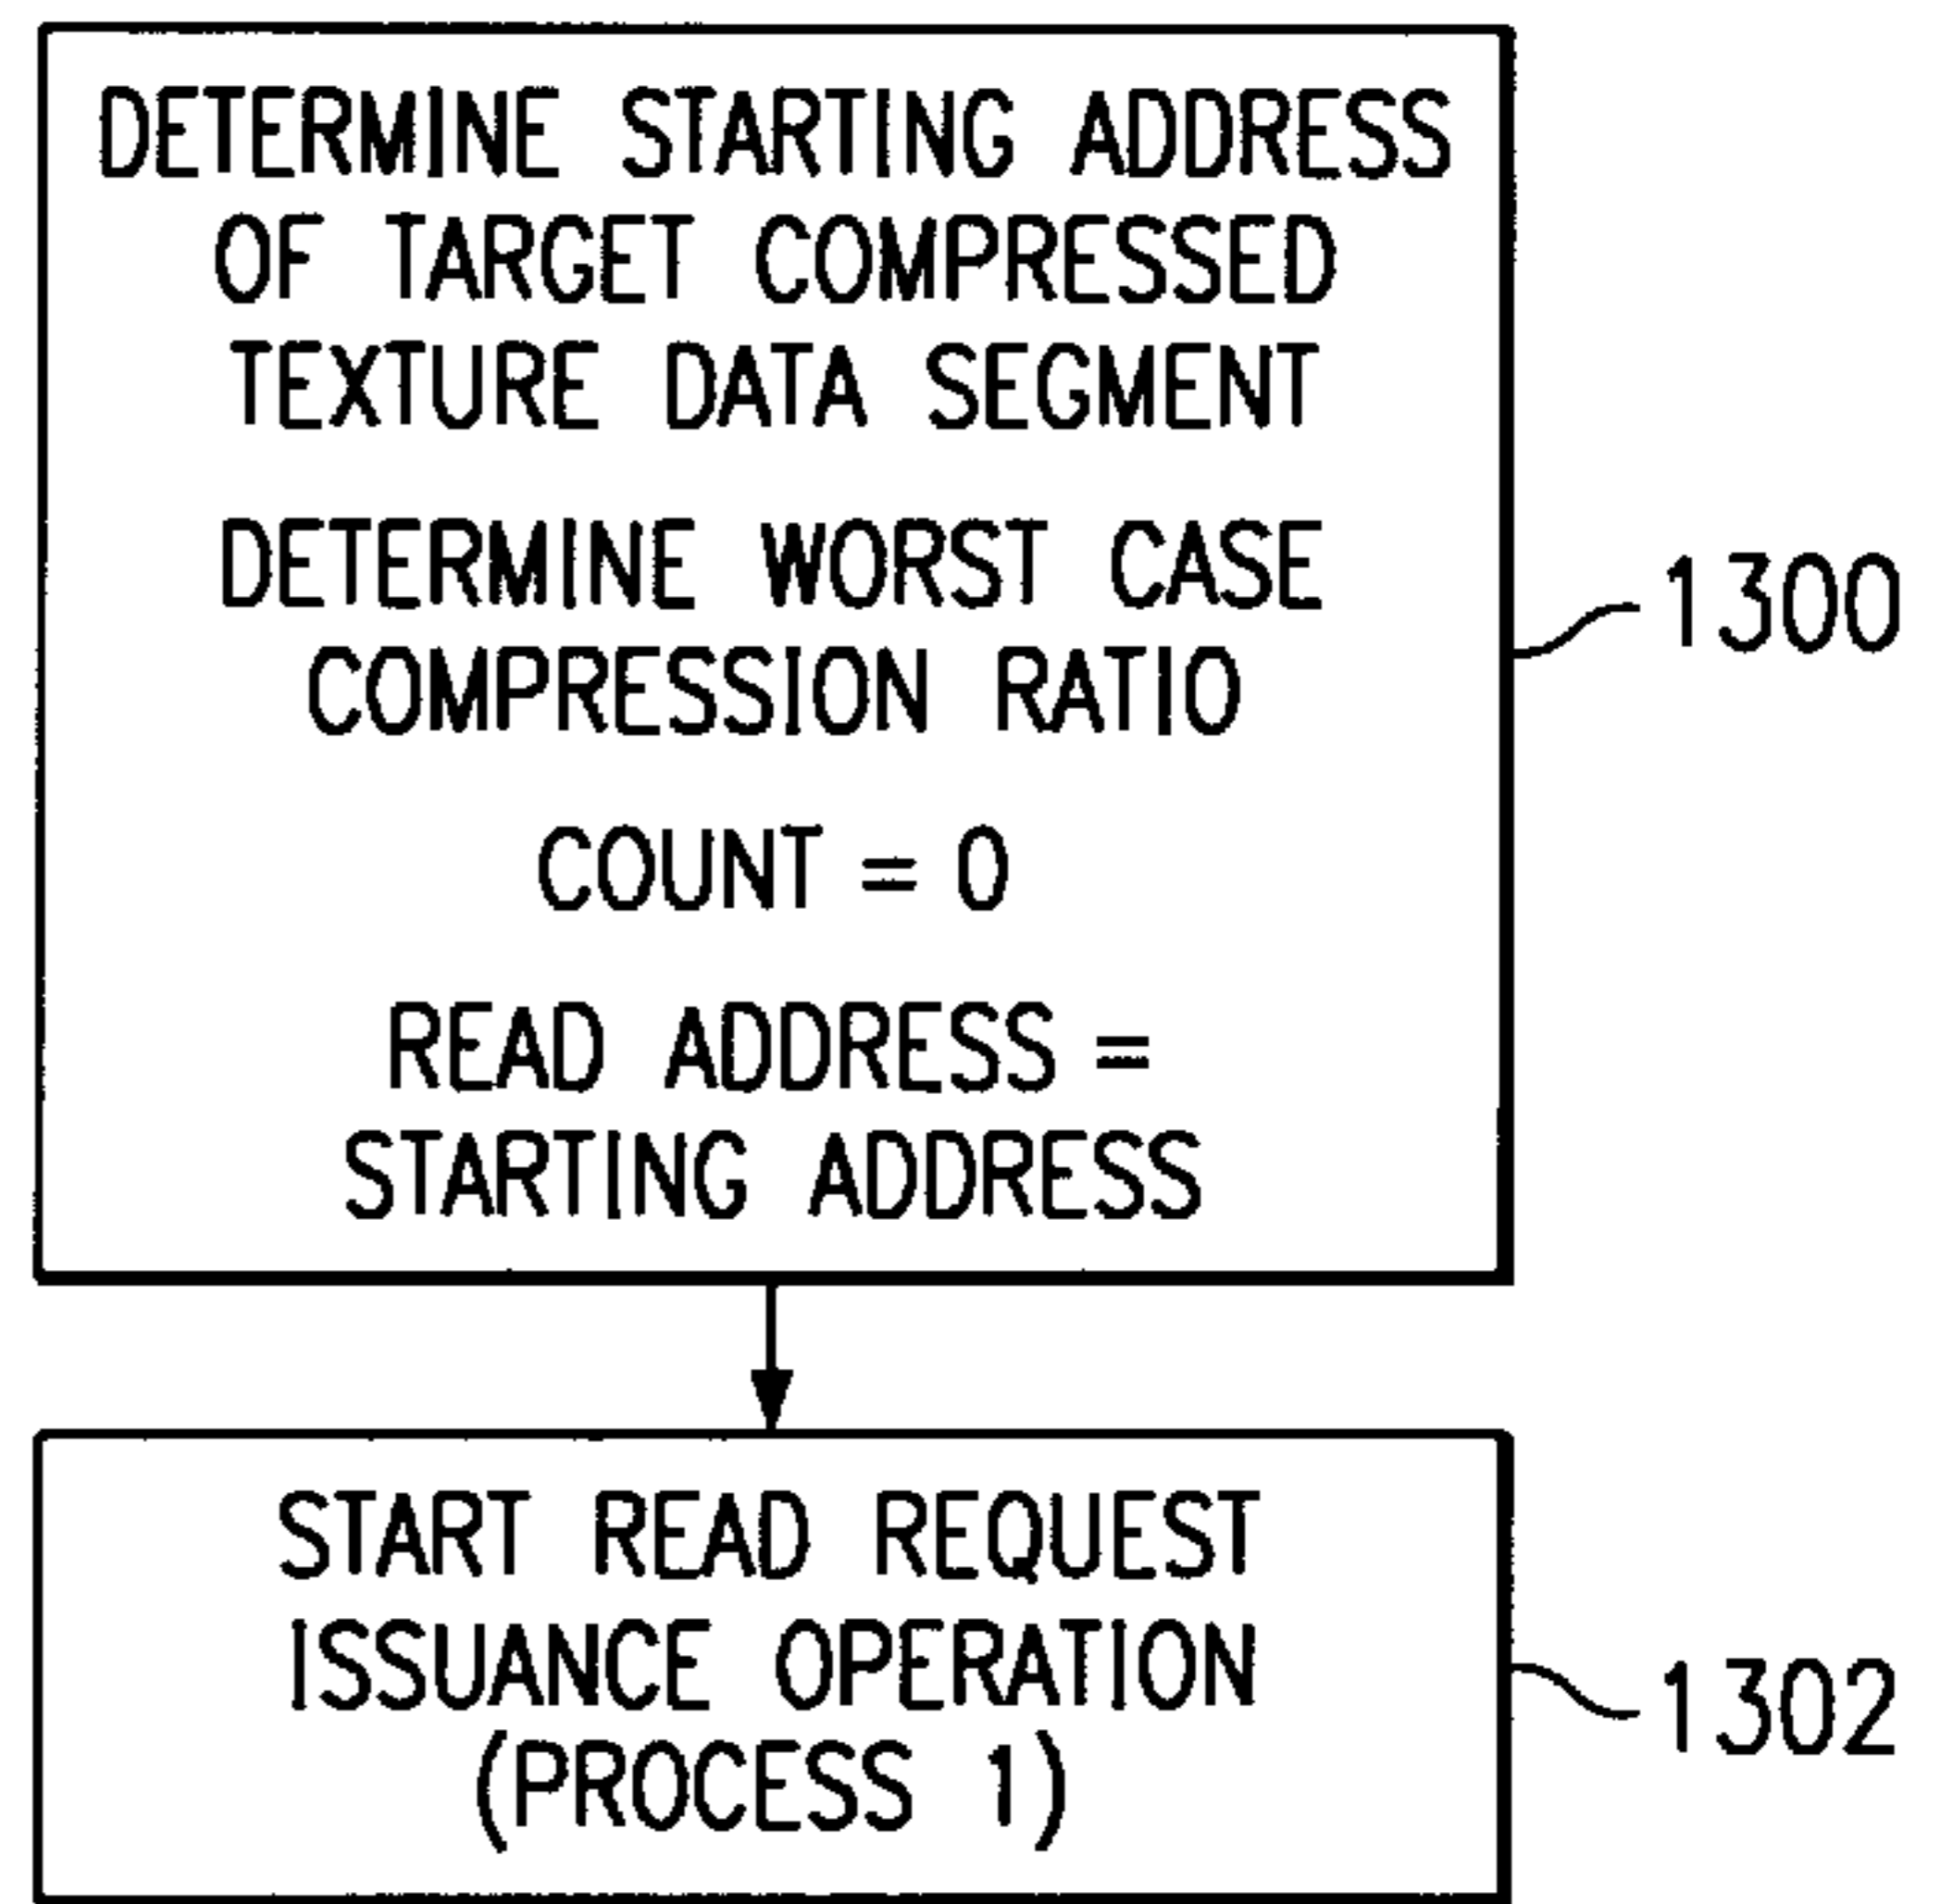 DETERMINE STARTING ADDRESS
OF TARGET COMPRESSED
TEXTURE DATA SEGMENT
DETERMINE WORST CASE
COMPRESSION RATIO
COUNT = 0
READ ADDRESS =
STARTING ADDRESS
1300
START READ REQUEST
ISSUANCE OPERATION
(PROCESS 1)
1302